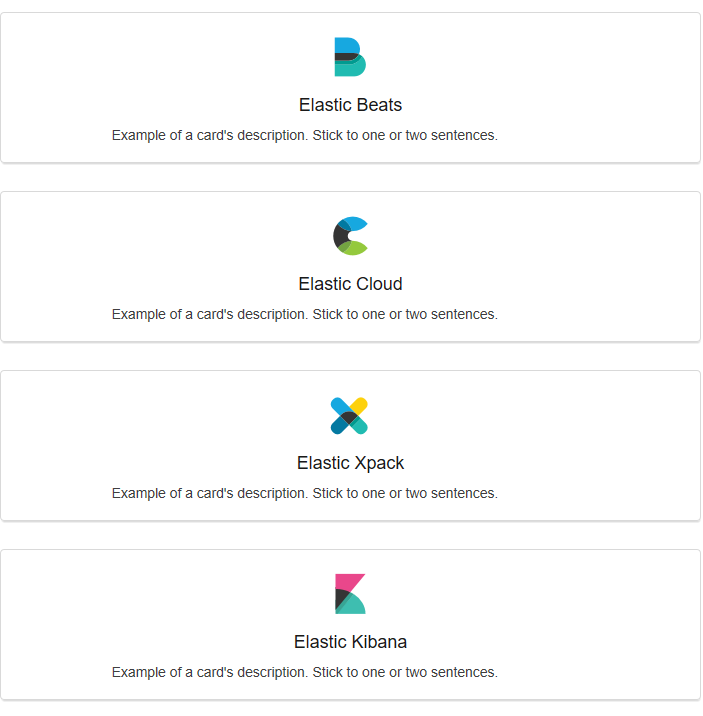 Elastic Beats
Example of a card's description. Stick to one or two sentences.
Elastic Cloud
Example of a card's description. Stick to one or two sentences.
Elastic Xpack
Example of a card's description. Stick to one or two sentences.
Elastic Kibana
Example of a card's description. Stick to one or two sentences.